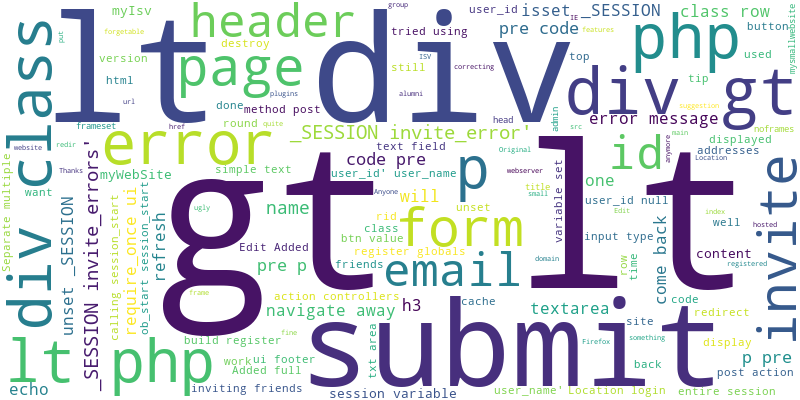 myIsv
header
lt div
group
user_id
isset _SESSION
IE
class row
put
forgetable
destroy
tried using
pre code
features
php
button
version
page
still
ISV
correcting
top
used
mysmallwebsite
html
plugins
alumni
div gt
tip
url
done
method post
error message
suggestion
class
frameset
error
round
quite
head
admin
noframes
href
_SESSION invite_error'
src
main
displayed
website
redir
text field
Original
id
anymore
Location
addresses
Thanks
simple text
code pre
p
webserver
myWebSite
user_id' user_name
title
one
want
Anyone
will
small
variable set
user_id null
Separate multiple
div
_SESSION invite_errors'
require_once ui
ob_start session_start
calling session_start
unset _SESSION
refresh
ugly
name
rid
unset
form
Edit
index
well
hosted
invite
gt lt
class
btn value
input type
Edit Added
register globals
row
time
come back
content
pre p
friends
email
domain
registered
frame
action controllers
h3
cache
textarea
code
navigate away
submit
site
redirect
lt php
build register
fine
txt area
Firefox
something
display
work
ui footer
back
p pre
Added full
post action
echo
inviting friends
session variable
user_name'
Location login
entire session